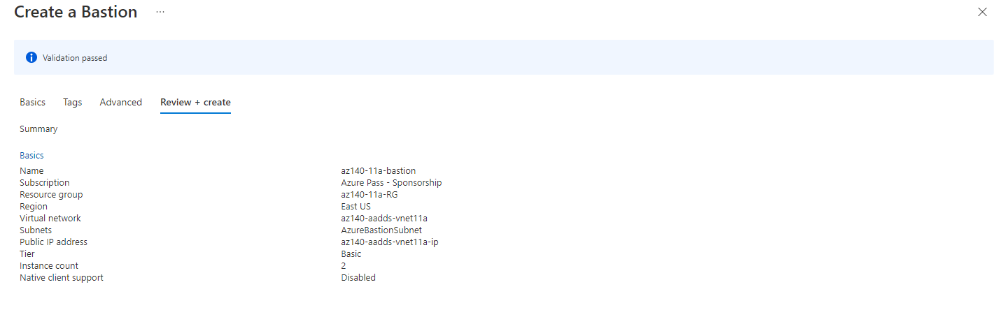 Create a Bastion ...
Validation passed
Basics Tags Advanced Review + create
Summary
Basics
Name az140-11a-bastion
Subscription Azure Pass - Sponsorship
Resource group az140-11a-RG
Region East US
Virtual network az140-aadds-vnet11a
Subnets AzureBastionSubnet
Public IP address az140-aadds-vnet11a-ip
Tier Basic
Instance count 2
Native client support Disabled